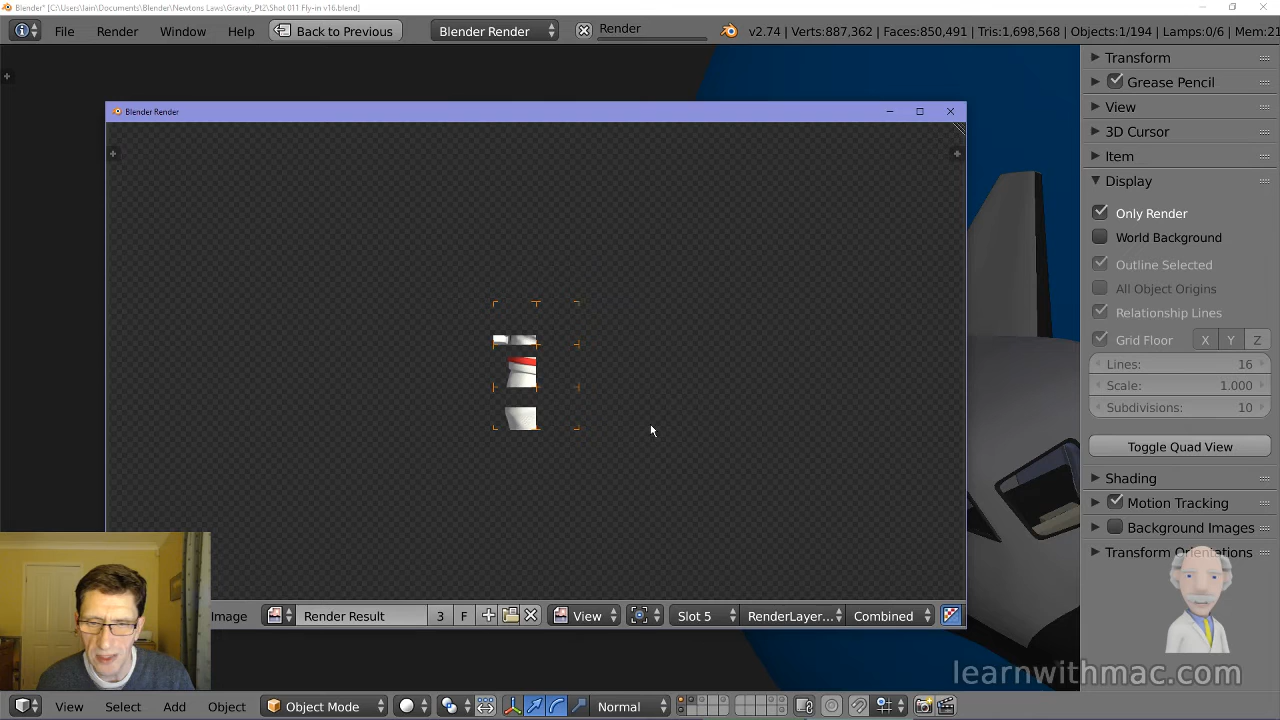 Blender* [C:\Users\Iain\Documents\Blender\Newtons Laws\Gravity_Pt2\Shot 011 Fly-in v16.blend]
File Render Window Help Back to Previous Blender Render Render v2.74 | Verts:887,362 | Faces:850,491 | Tris:1,698,568 | Objects:1/194 | Lamps:0/6 | Mem:21
Transform
Grease Pencil
View
3D Cursor
Item
Display
Only Render
World Background
Outline Selected
All Object Origins
Relationship Lines
Grid Floor X Y Z
Lines: 16
Scale: 1.000
Subdivisions: 10
Toggle Quad View
Shading
Motion Tracking
Background Images
Transform Orientations
Blender Render
Image Render Result 3 F View Slot 5 RenderLayer... Combined
learnwithmac.com
View Select Add Object Object Mode Normal